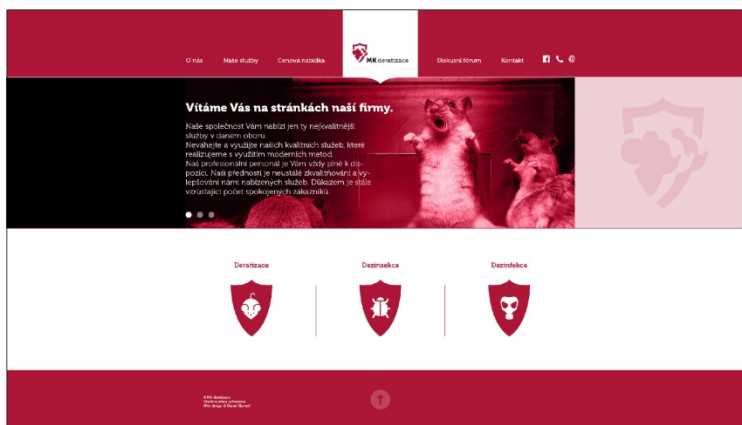 O nás
Naše služby
Cenová nabídka
MK deratizace
Diskusní fórum
Kontakt
Vítáme Vás na stránkách naší firmy.
Naše společnost Vám nabízí jen ty nejkvalitnější
služby v daném oboru.
Neváhejte a využijte našich kvalitních služeb, které
realizujeme s využitím moderních metod.
Náš profesionální personál je Vám vždy plně k dis-
pozici. Naši předností je neustálé zkvalitňování a vy-
lepšování námi nabízených služeb. Důkazem je stále
vzrůstající počet spokojených zákazníků.
Deratizace
Dezinsekce
Dezinfekce